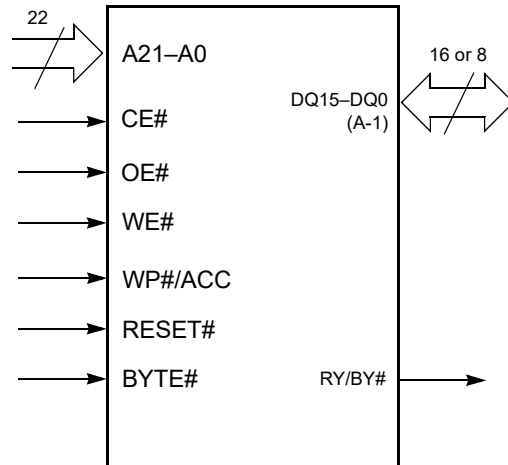 22
A21–A0
16 or 8
DQ15–DQ0
(A-1)
CE#
OE#
WE#
WP#/ACC
RESET#
BYTE#
RY/BY#